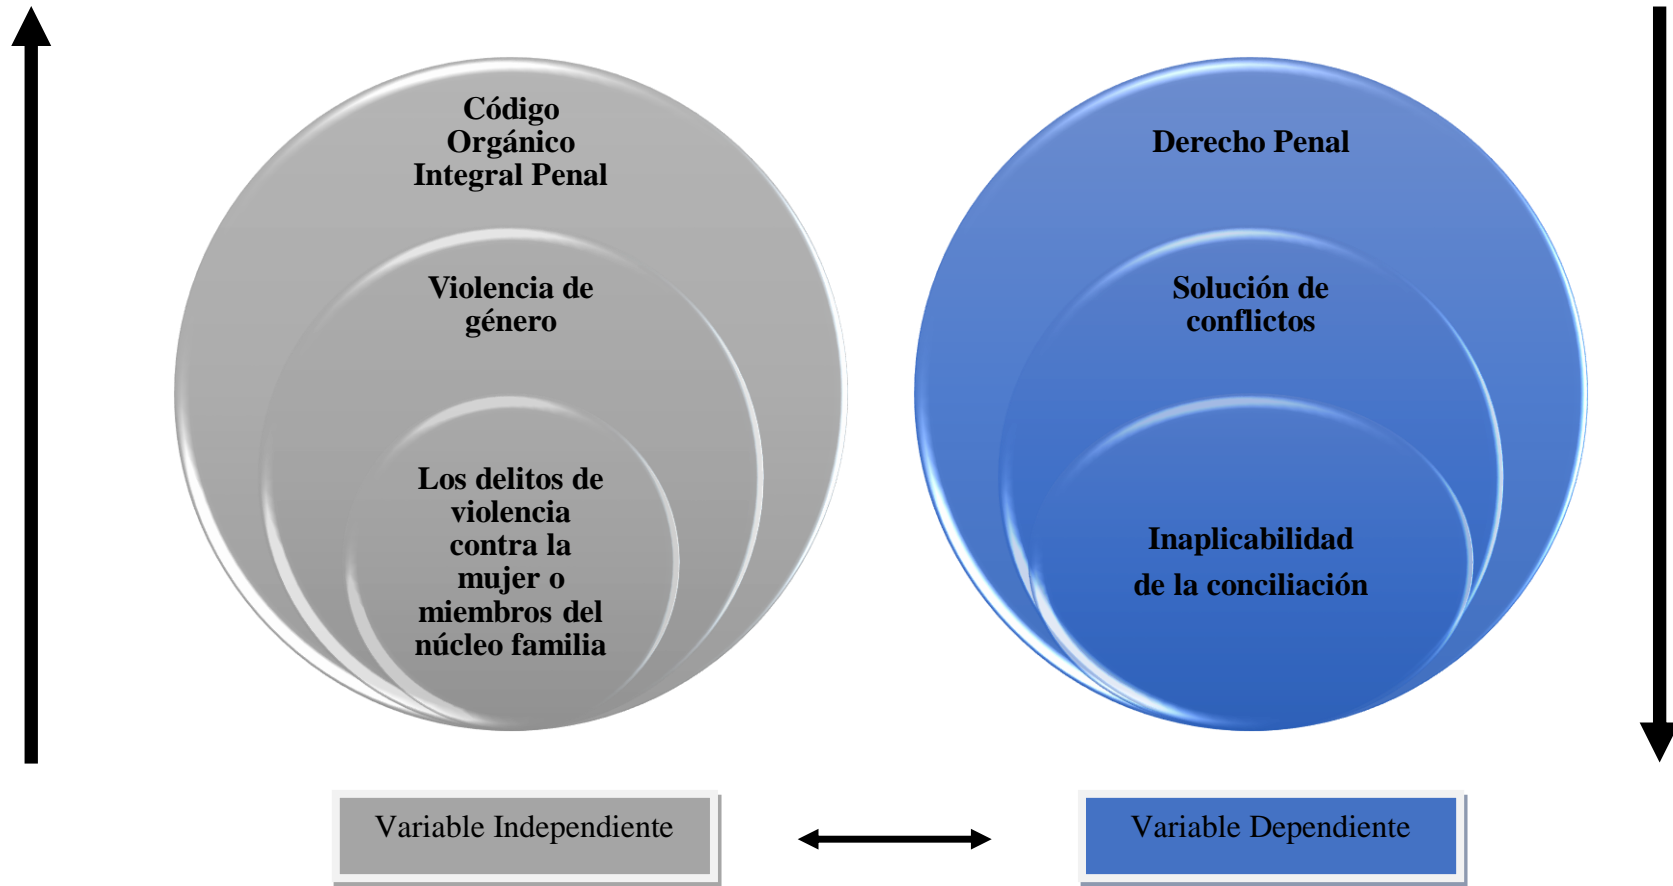 Código
Orgánico
Integral Penal
Violencia de
género
Los delitos de
violencia
contra la
mujer o
miembros del
núcleo familia
Derecho Penal
Solución de
conflictos
Inaplicabilidad
de la conciliación
Variable Independiente
Variable Dependiente